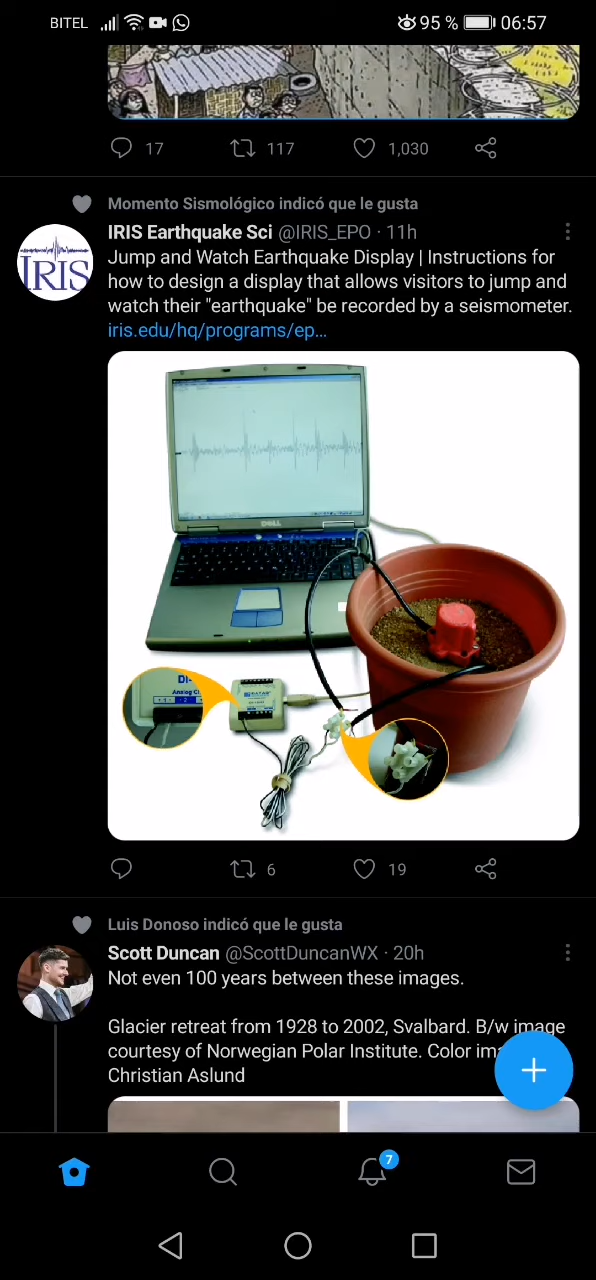 BITEL 95 % 06:57
17 117 1,030
Momento Sismológico indicó que le gusta
IRIS Earthquake Sci @IRIS_EPO · 11h
IRIS
Jump and Watch Earthquake Display | Instructions for
how to design a display that allows visitors to jump and
watch their "earthquake" be recorded by a seismometer.
iris.edu/hq/programs/ep...
DELL
DI-
Analog C
6 19
Luis Donoso indicó que le gusta
Scott Duncan @ScottDuncanWX · 20h
Not even 100 years between these images.
Glacier retreat from 1928 to 2002, Svalbard. B/w image
courtesy of Norwegian Polar Institute. Color ima
Christian Aslund
7